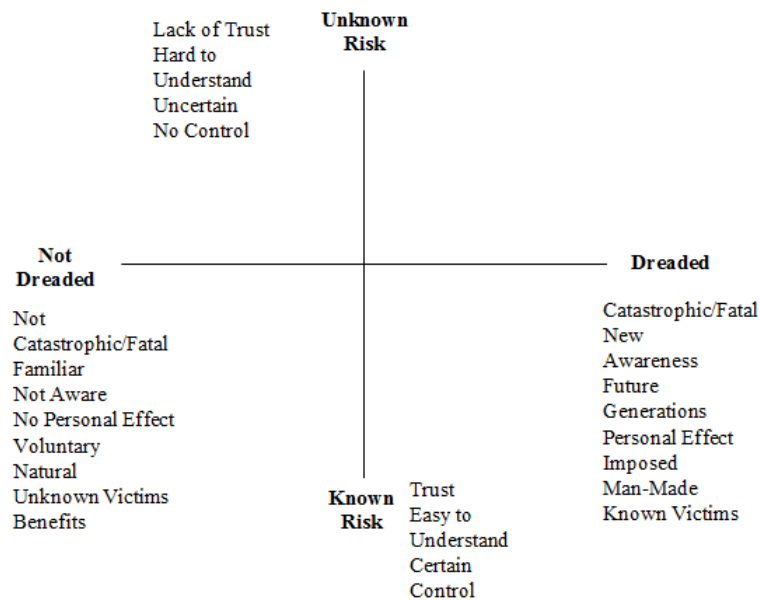 Lack of Trust
Hard to
Understand
Uncertain
No Control
Unknown
Risk
Not
Dreaded
Not
Catastrophic/Fatal
Familiar
Not Aware
No Personal Effect
Voluntary
Natural
Unknown Victims
Benefits
Dreaded
Catastrophic/Fatal
New
Awareness
Future
Generations
Personal Effect
Imposed
Man-Made
Known Victims
Known
Risk
Trust
Easy to
Understand
Certain
Control